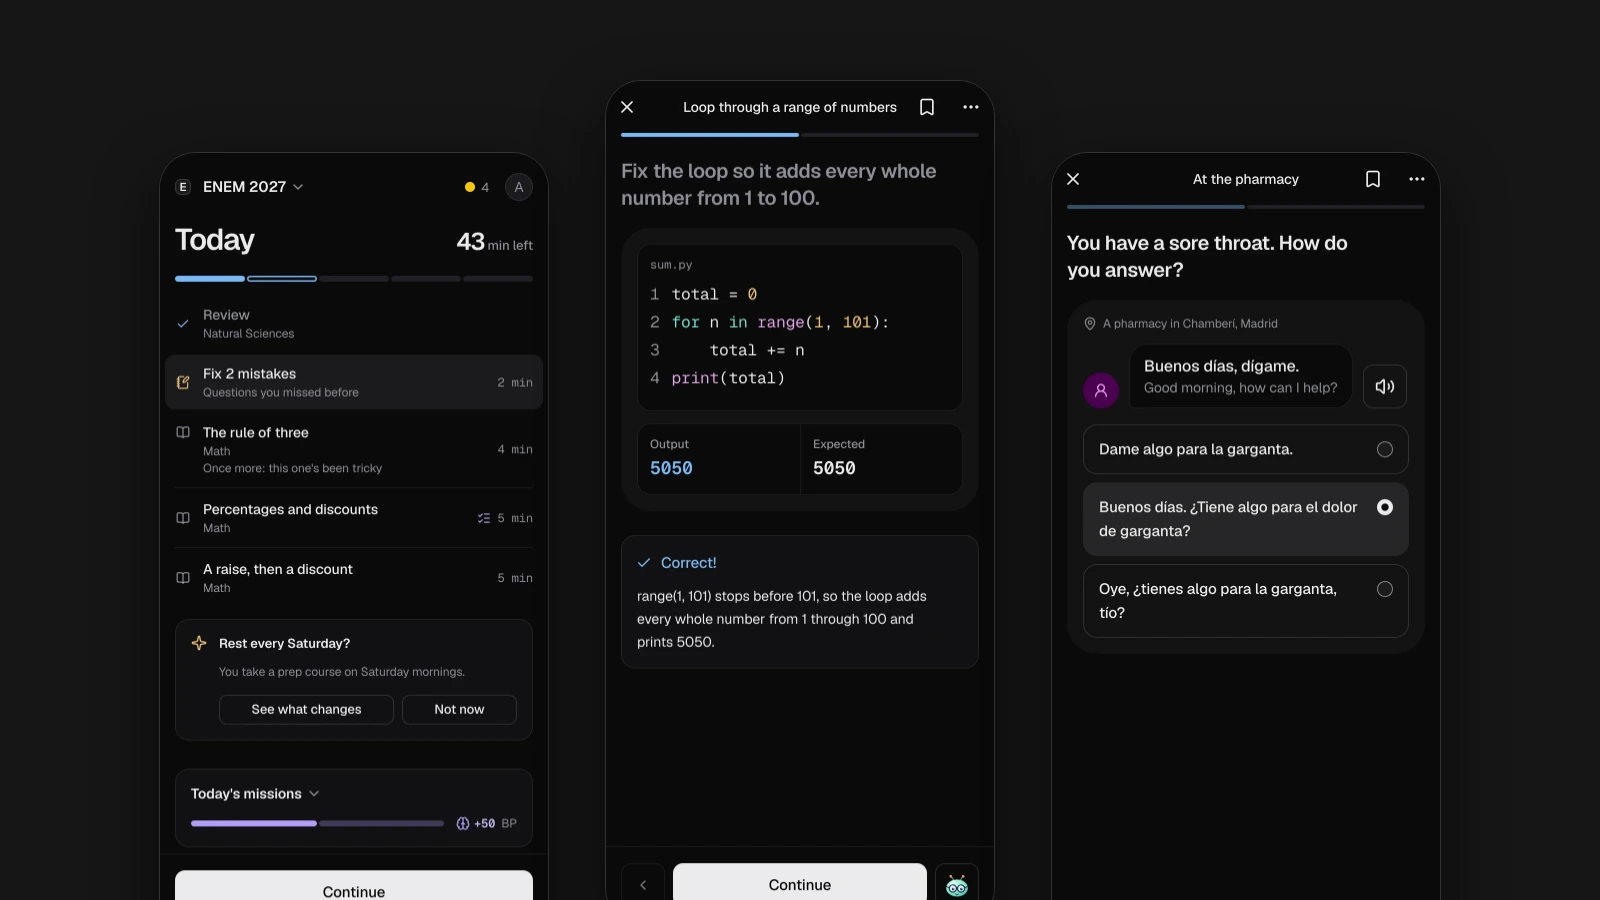 E ENEM 2027
4 A
Today
43 min left
Review
Natural Sciences
Fix 2 mistakes
Questions you missed before
2 min
The rule of three
Math
Once more: this one's been tricky
4 min
Percentages and discounts
Math
5 min
A raise, then a discount
Math
5 min
Rest every Saturday?
You take a prep course on Saturday mornings.
See what changes
Not now
Today's missions
+50 BP
Continue
Loop through a range of numbers
Fix the loop so it adds every whole
number from 1 to 100.
sum.py
1 total = 0
2 for n in range(1, 101):
3     total += n
4 print(total)
Output
5050
Expected
5050
Correct!
range(1, 101) stops before 101, so the loop adds
every whole number from 1 through 100 and
prints 5050.
Continue
At the pharmacy
You have a sore throat. How do
you answer?
A pharmacy in Chamberí, Madrid
Buenos días, dígame.
Good morning, how can I help?
Dame algo para la garganta.
Buenos días. ¿Tiene algo para el dolor
de garganta?
Oye, ¿tienes algo para la garganta,
tío?